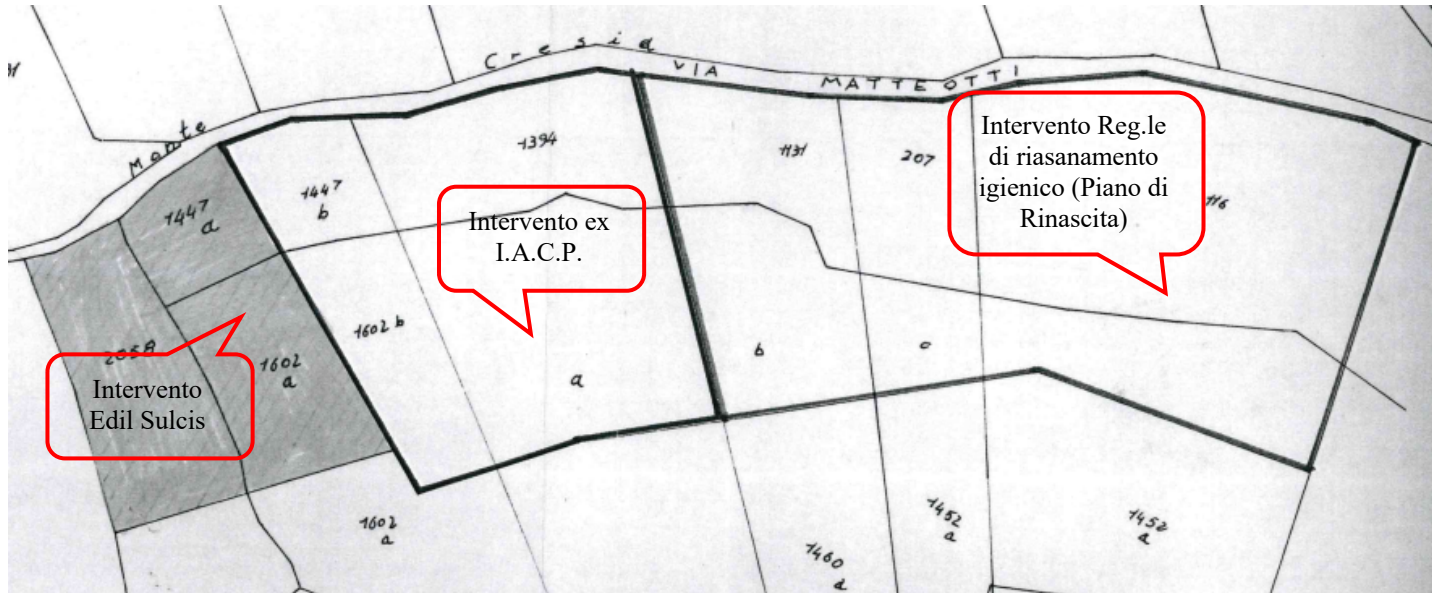 Monte Cresia
VIA MATTEOTTI
1394
1131
207
116
1447
a
1447
b
Intervento Reg.le
di riasanamento
igienico (Piano di
Rinascita)
Intervento ex
I.A.C.P.
1602 b
a
b
c
2058
1602
a
Intervento
Edil Sulcis
1602
a
1460
a
1452
a
1452
a